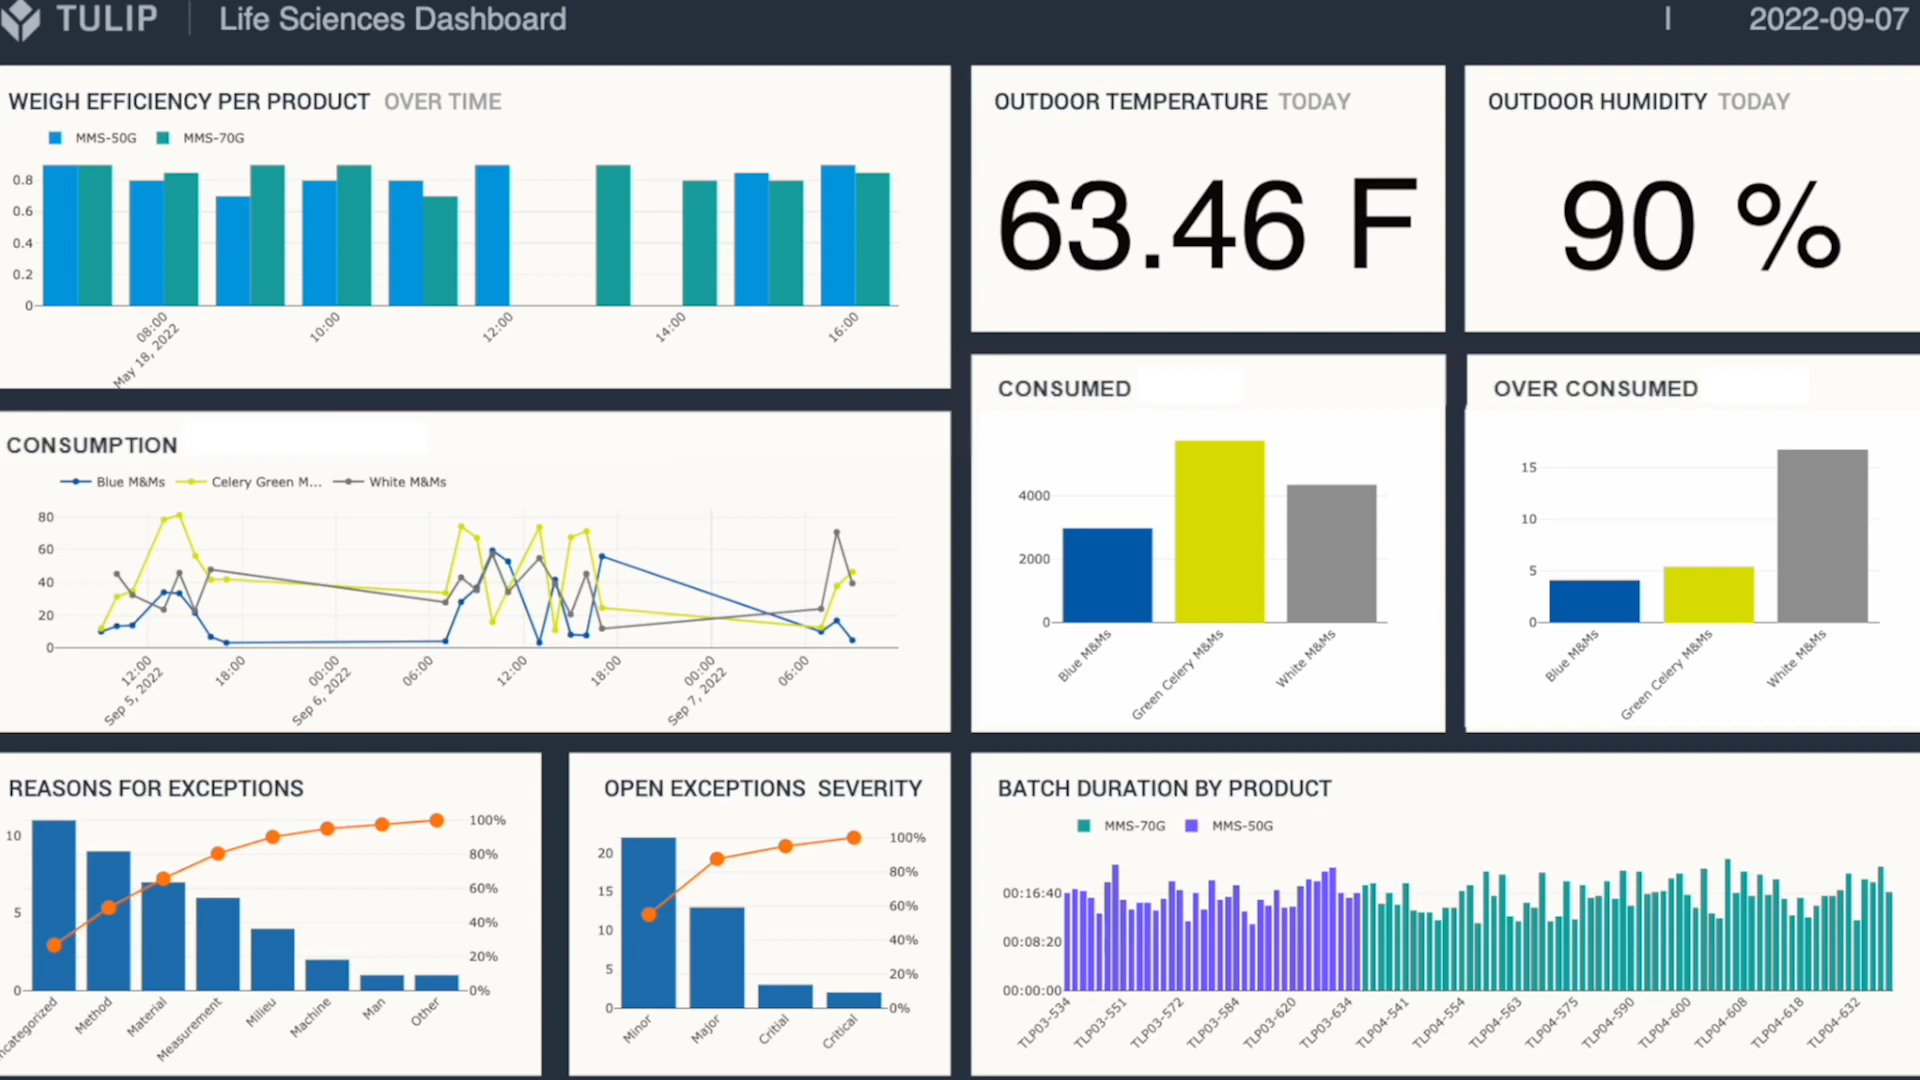 TULIP
Life Sciences Dashboard
2022-09-07
WEIGH EFFICIENCY PER PRODUCT OVER TIME
MMS-50G MMS-70G
0.8
0.6
0.4
0.2
0
08:00 10:00 12:00 14:00 16:00
May 18, 2022
OUTDOOR TEMPERATURE TODAY
63.46 F
OUTDOOR HUMIDITY TODAY
90 %
CONSUMPTION
Blue M&Ms Celery Green M... White M&Ms
80
60
40
20
0
12:00 18:00 00:00 06:00 12:00 18:00 00:00 06:00
Sep 5, 2022 Sep 6, 2022 Sep 7, 2022
CONSUMED
4000
2000
0
Blue M&Ms Green Celery M&Ms White M&Ms
OVER CONSUMED
15
10
5
0
Blue M&Ms Green Celery M&Ms White M&Ms
REASONS FOR EXCEPTIONS
10
5
0
100%
80%
60%
40%
20%
0%
ncategorized Method Material Measurement Milieu Machine Man Other
OPEN EXCEPTIONS SEVERITY
20
15
10
5
0
100%
80%
60%
40%
20%
0%
Minor Major Critial Critical
BATCH DURATION BY PRODUCT
MMS-70G MMS-50G
00:16:40
00:08:20
00:00:00
TLP03-534 TLP03-551 TLP03-572 TLP03-584 TLP03-620 TLP03-634 TLP04-541 TLP04-554 TLP04-563 TLP04-575 TLP04-590 TLP04-600 TLP04-608 TLP04-618 TLP04-632